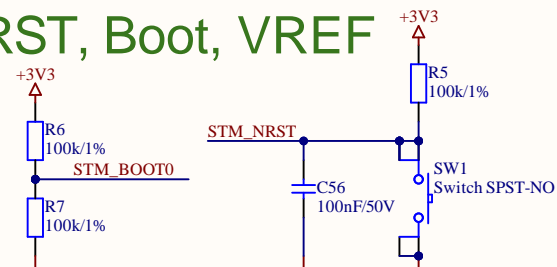 RST, Boot, VREF
+3V3
+3V3
R5
100k/1%
R6
100k/1%
STM_NRST
STM_BOOT0
SW1
Switch SPST-NO
C56
100nF/50V
R7
100k/1%